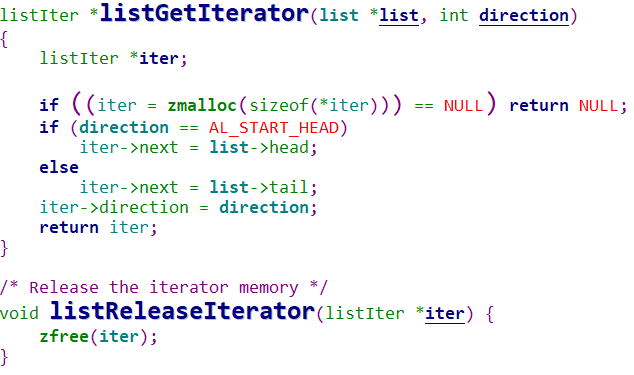 listIter *listGetIterator(list *list, int direction)
{
    listIter *iter;

    if ((iter = zmalloc(sizeof(*iter))) == NULL) return NULL;
    if (direction == AL_START_HEAD)
        iter->next = list->head;
    else
        iter->next = list->tail;
    iter->direction = direction;
    return iter;
}

/* Release the iterator memory */
void listReleaseIterator(listIter *iter) {
    zfree(iter);
}